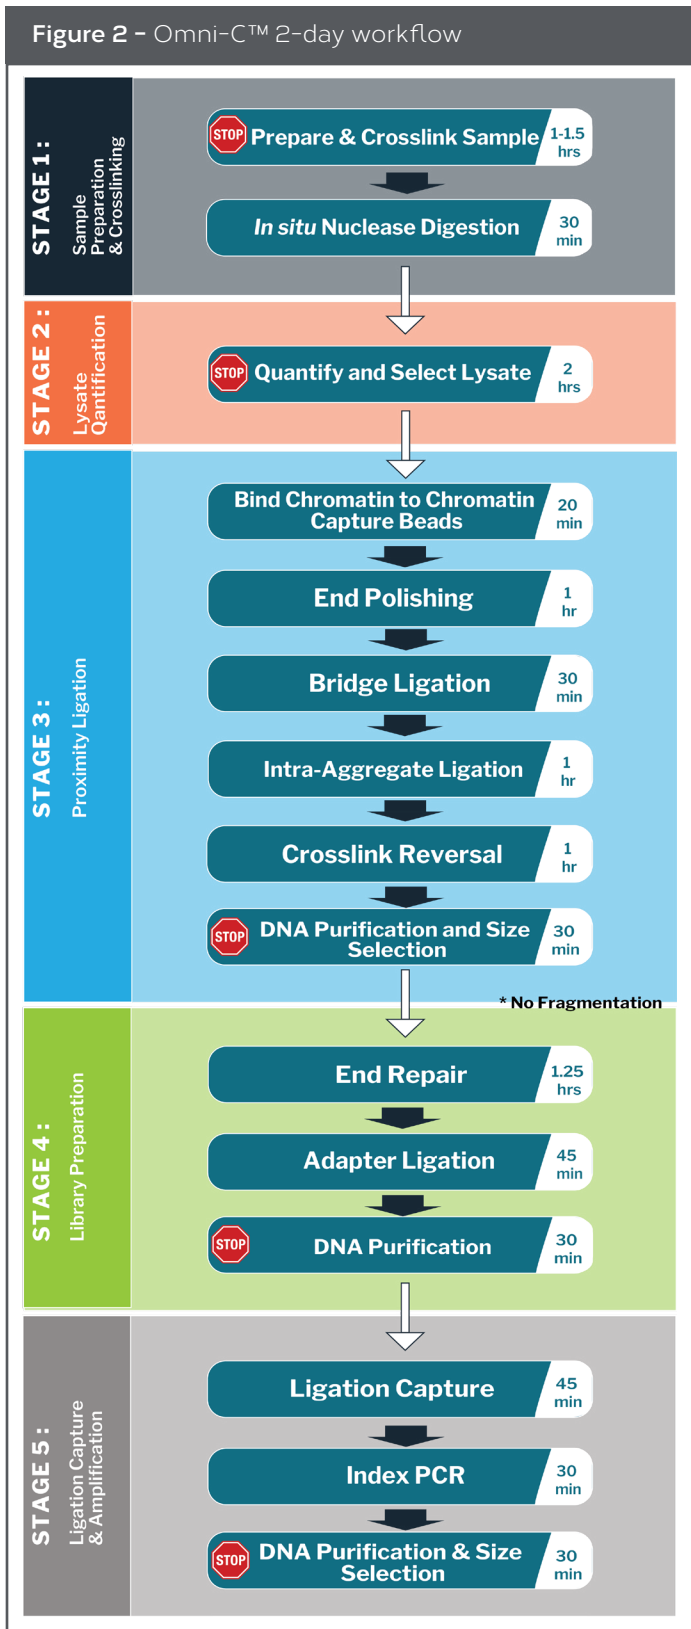 Figure 2 – Omni-C™ 2-day workflow
STAGE 1:
Sample
Preparation
& Crosslinking
STOP
Prepare & Crosslink Sample
1-1.5
hrs
In situ Nuclease Digestion
30
min
STAGE 2:
Lysate
Qantification
STOP
Quantify and Select Lysate
2
hrs
STAGE 3:
Proximity Ligation
Bind Chromatin to Chromatin
Capture Beads
20
min
End Polishing
1
hr
Bridge Ligation
30
min
Intra-Aggregate Ligation
1
hr
Crosslink Reversal
1
hr
STOP
DNA Purification and Size
Selection
30
min
* No Fragmentation
STAGE 4:
Library Preparation
End Repair
1.25
hrs
Adapter Ligation
45
min
STOP
DNA Purification
30
min
STAGE 5:
Ligation Capture
& Amplification
Ligation Capture
45
min
Index PCR
30
min
STOP
DNA Purification & Size
Selection
30
min